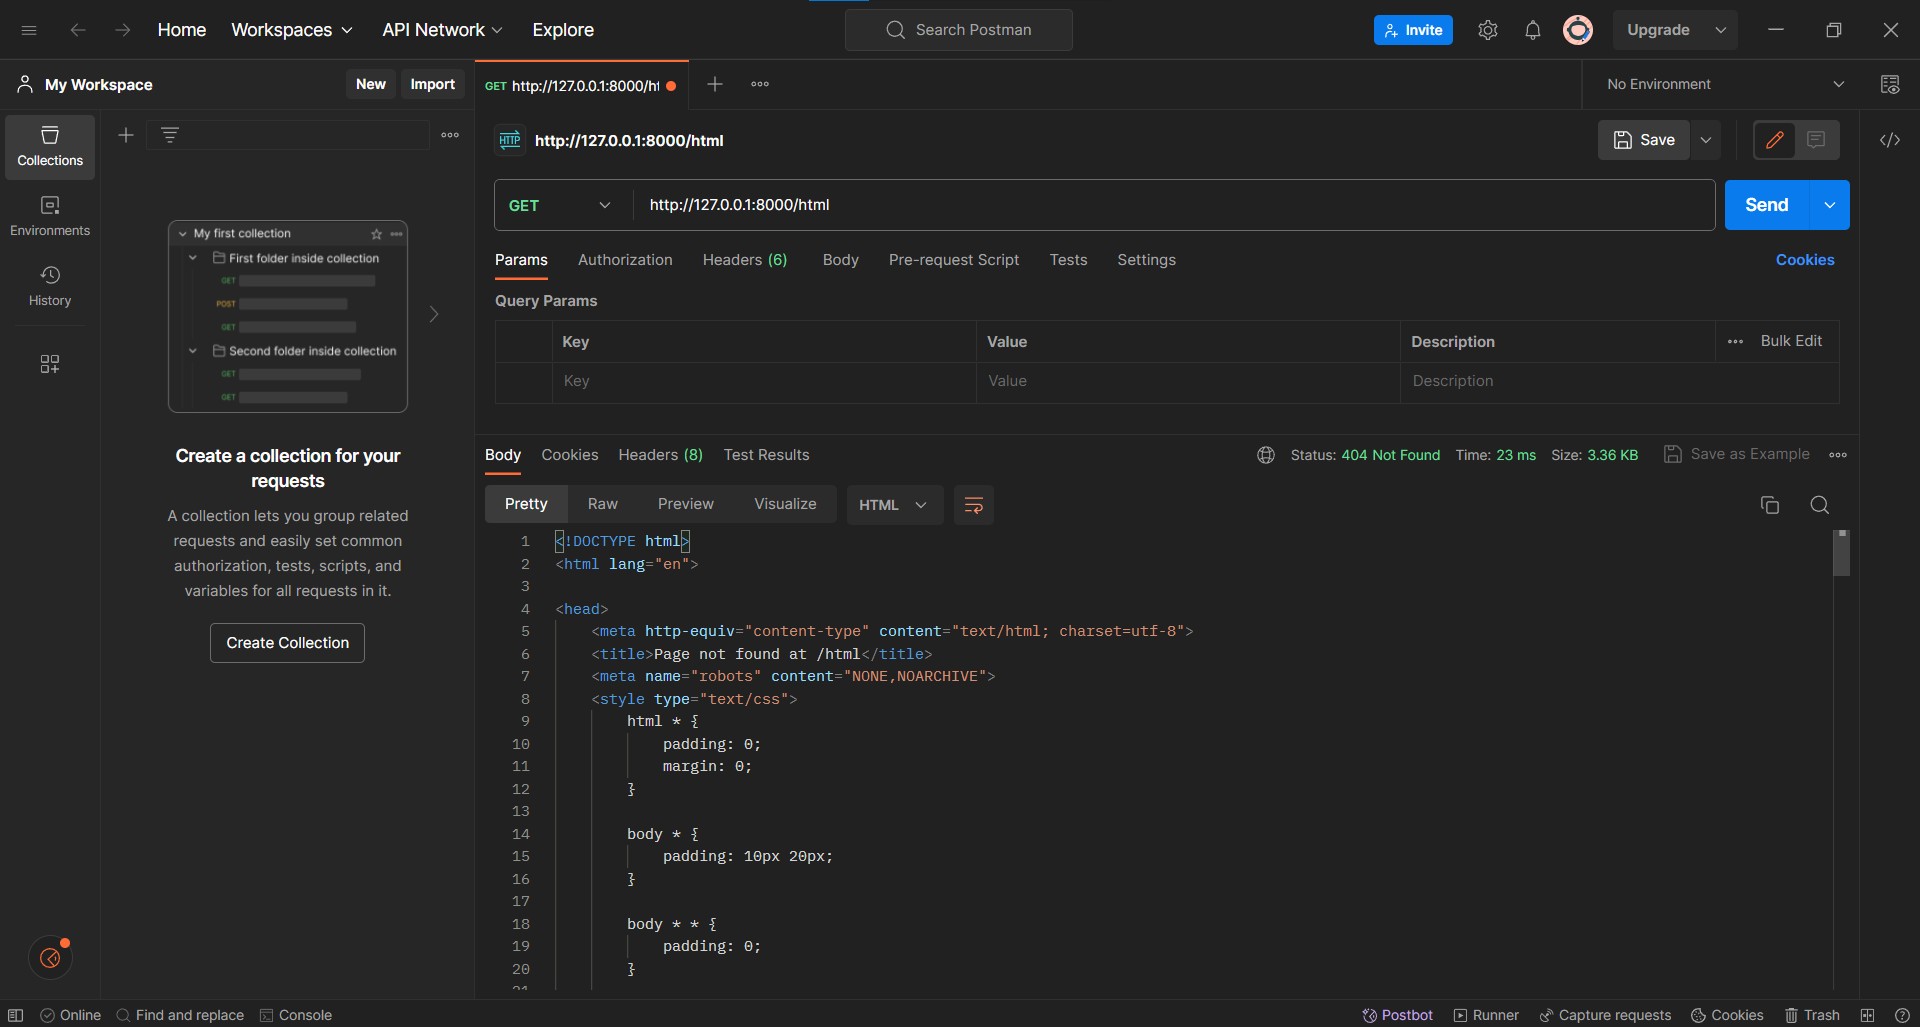 Home Workspaces API Network Explore Search Postman Invite Upgrade
My Workspace New Import GET http://127.0.0.1:8000/ht No Environment
Collections
Environments
History
My first collection
First folder inside collection
GET
POST
GET
Second folder inside collection
GET
GET
Create a collection for your
requests
A collection lets you group related
requests and easily set common
authorization, tests, scripts, and
variables for all requests in it.
Create Collection
HTTP http://127.0.0.1:8000/html Save
GET http://127.0.0.1:8000/html Send
Params Authorization Headers (6) Body Pre-request Script Tests Settings Cookies
Query Params
Key Value Description Bulk Edit
Key Value Description
Body Cookies Headers (8) Test Results Status: 404 Not Found Time: 23 ms Size: 3.36 KB Save as Example
Pretty Raw Preview Visualize HTML
1 <!DOCTYPE html>
2 <html lang="en">
3
4 <head>
5 <meta http-equiv="content-type" content="text/html; charset=utf-8">
6 <title>Page not found at /html</title>
7 <meta name="robots" content="NONE,NOARCHIVE">
8 <style type="text/css">
9 html * {
10 padding: 0;
11 margin: 0;
12 }
13
14 body * {
15 padding: 10px 20px;
16 }
17
18 body * * {
19 padding: 0;
20 }
Online Find and replace Console Postbot Runner Capture requests Cookies Trash